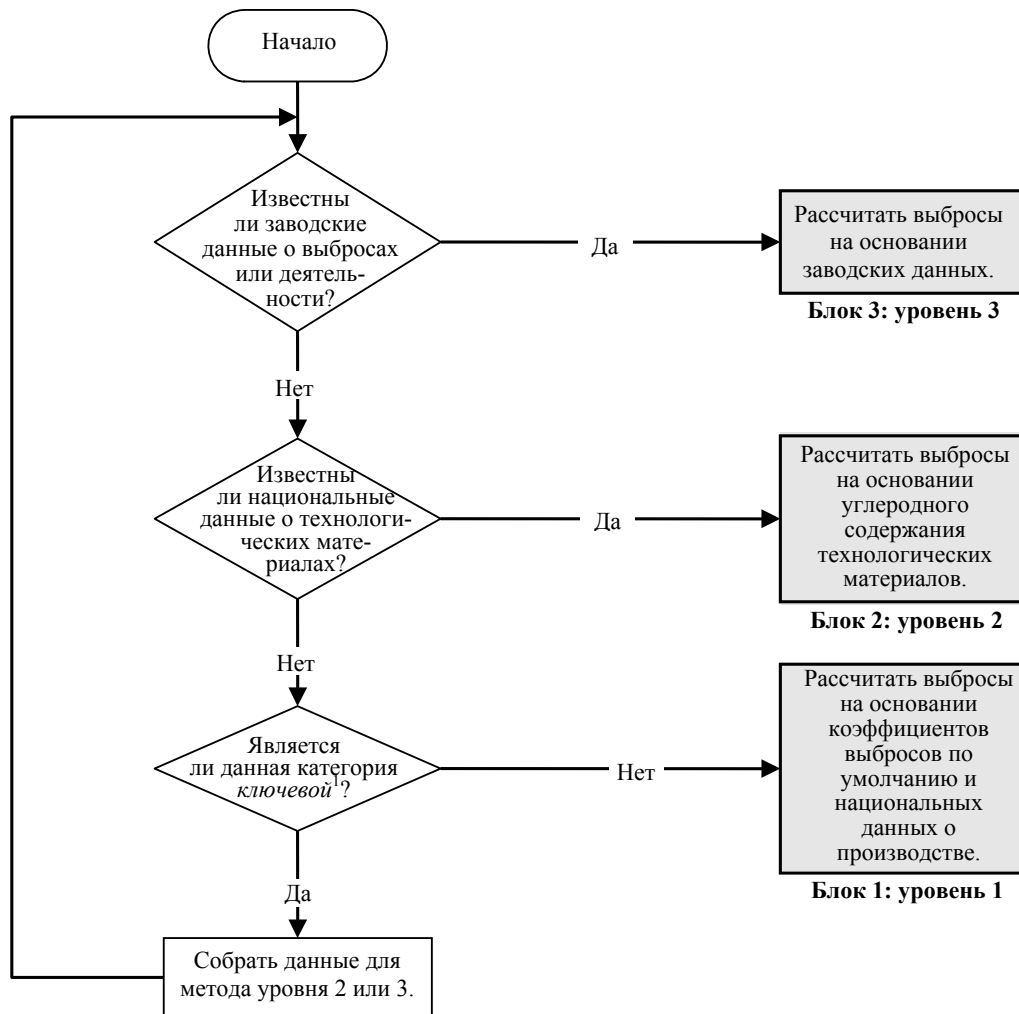 Начало
Известны
ли заводские
данные о выбросах
или деятель-
ности?
Да
Рассчитать выбросы
на основании
заводских данных.
Блок 3: уровень 3
Нет
Известны
ли национальные
данные о технологи-
ческих мате-
риалах?
Да
Рассчитать выбросы
на основании
углеродного
содержания
технологических
материалов.
Блок 2: уровень 2
Нет
Является
ли данная категория
ключевой¹?
Нет
Рассчитать выбросы
на основании
коэффициентов
выбросов по
умолчанию и
национальных
данных о
производстве.
Блок 1: уровень 1
Да
Собрать данные для
метода уровня 2 или 3.